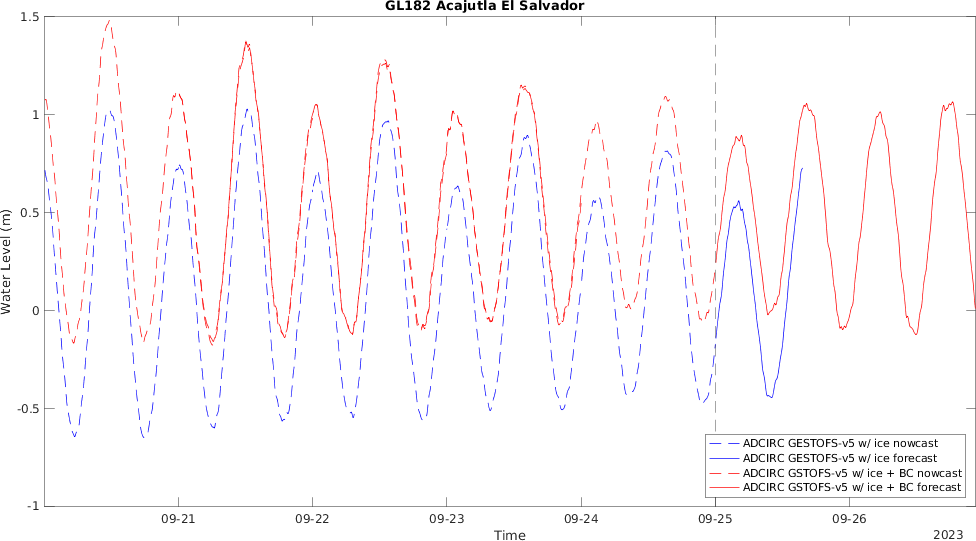 GL182 Acajutla El Salvador
1.5
1
0.5
0
-0.5
-1
Water Level (m)
09-21
09-22
09-23
09-24
09-25
09-26
Time
2023
ADCIRC GESTOFS-v5 w/ ice nowcast
ADCIRC GESTOFS-v5 w/ ice forecast
ADCIRC GSTOFS-v5 w/ ice + BC nowcast
ADCIRC GSTOFS-v5 w/ ice + BC forecast